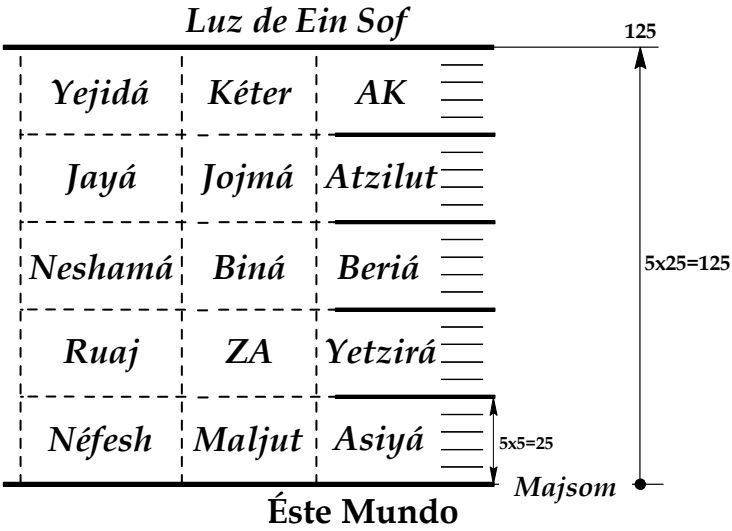 Luz de Ein Sof
125
Yejidá Kéter AK
Jayá Jojmá Atzilut
Neshamá Biná Beriá
5x25=125
Ruaj ZA Yetzirá
Néfesh Maljut Asiyá
5x5=25
Majsom
Éste Mundo